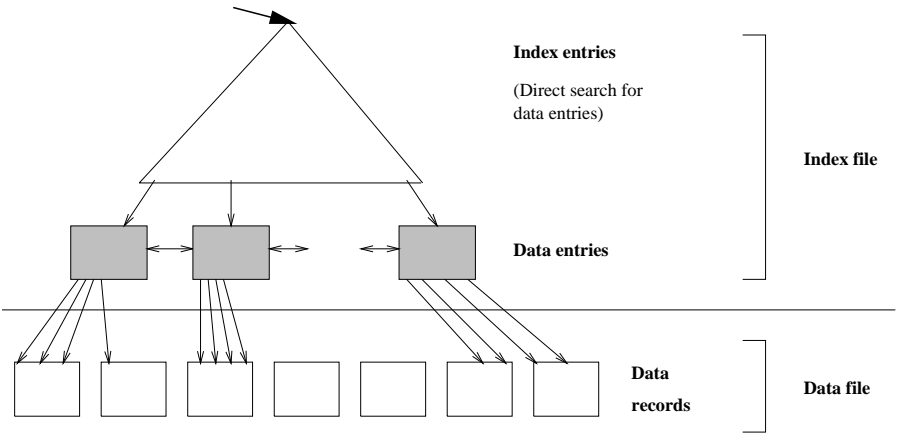 Index entries
(Direct search for
data entries)
Index file
Data entries
Data
records
Data file